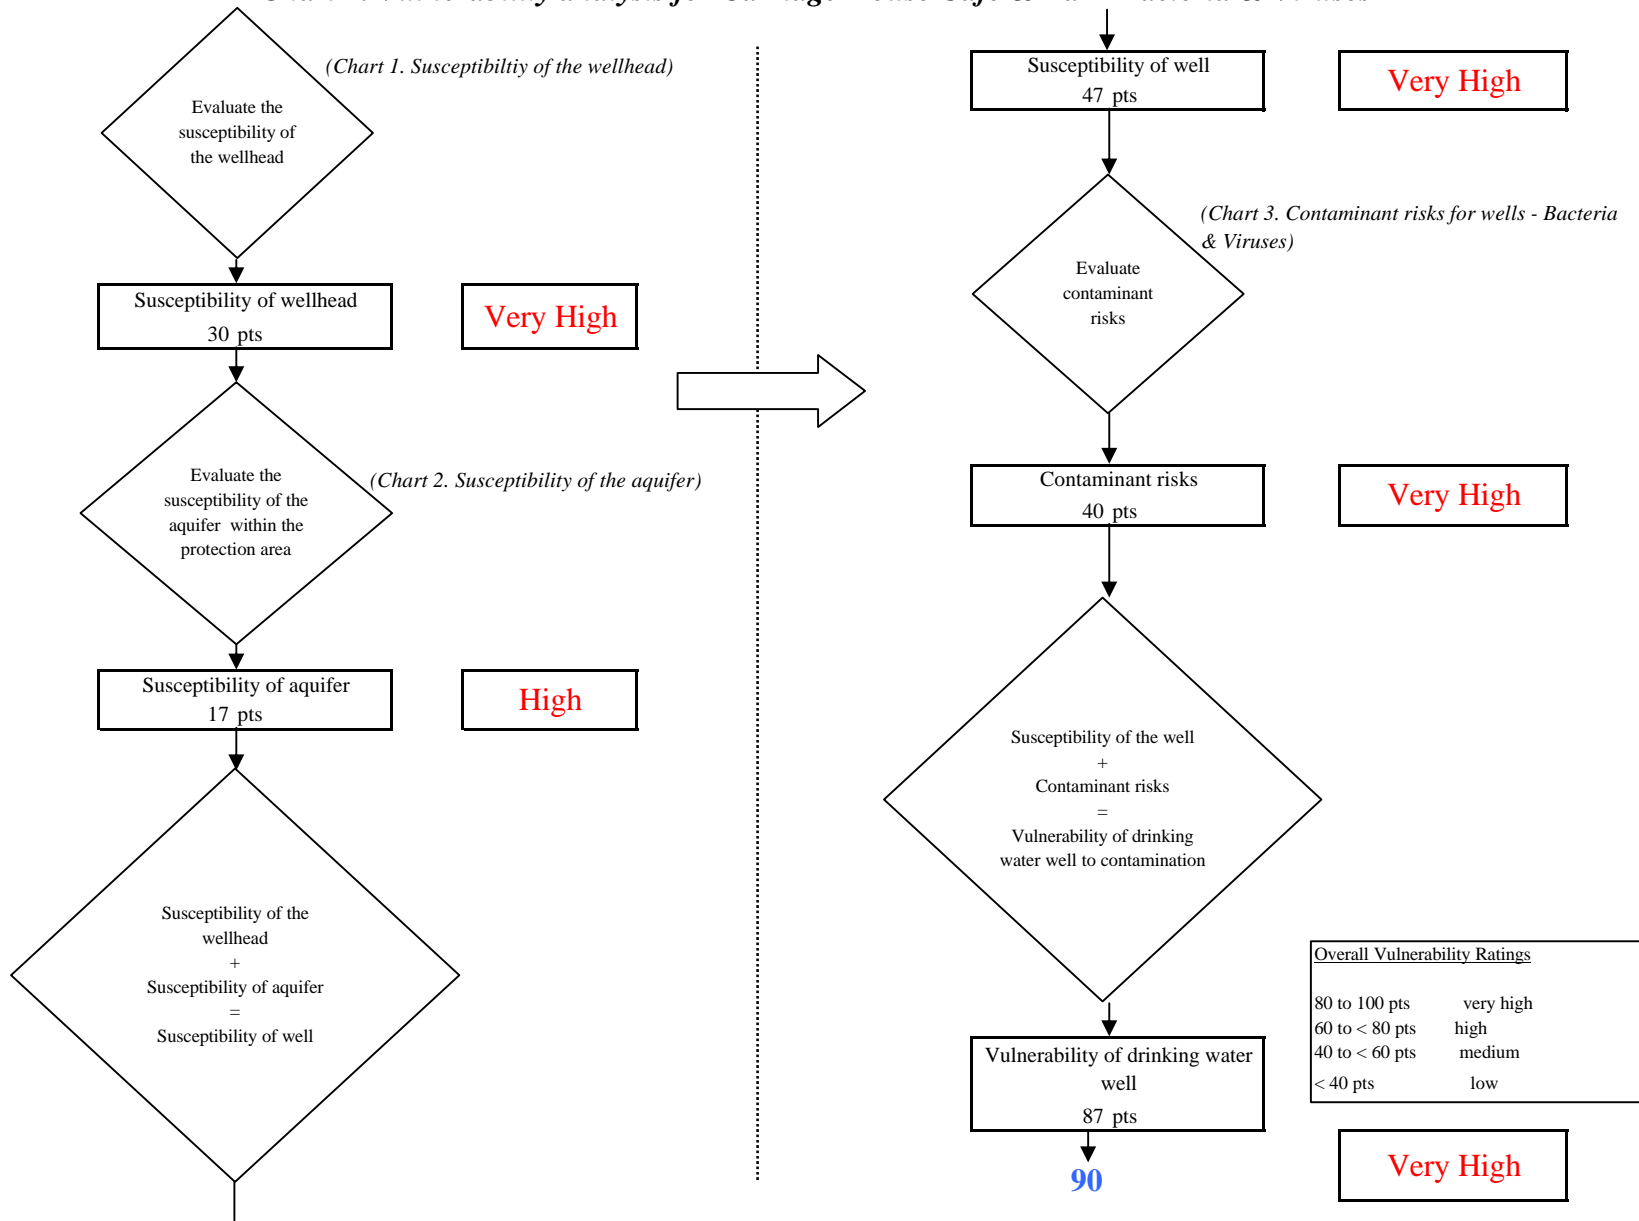 (Chart 1. Susceptibiltiy of the wellhead)
Evaluate the
susceptibility of
the wellhead
Susceptibility of wellhead
30 pts
Very High
Evaluate the
susceptibility of the
aquifer within the
protection area
(Chart 2. Susceptibility of the aquifer)
Susceptibility of aquifer
17 pts
High
Susceptibility of the
wellhead
+
Susceptibility of aquifer
=
Susceptibility of well
Susceptibility of well
47 pts
Very High
(Chart 3. Contaminant risks for wells - Bacteria
& Viruses)
Evaluate
contaminant
risks
Contaminant risks
40 pts
Very High
Susceptibility of the well
+
Contaminant risks
=
Vulnerability of drinking
water well to contamination
Overall Vulnerability Ratings
80 to 100 pts very high
60 to < 80 pts high
40 to < 60 pts medium
< 40 pts low
Vulnerability of drinking water
well
87 pts
90
Very High